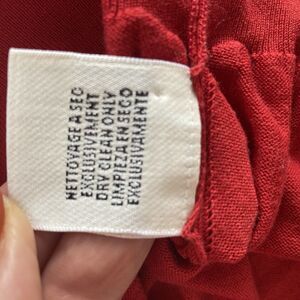 NETTOYAGE A SEC
EXCLUSIVEMENT
DRY CLEAN ONLY
LIMPIEZA EN SECO
EXCLUSIVAMENTE